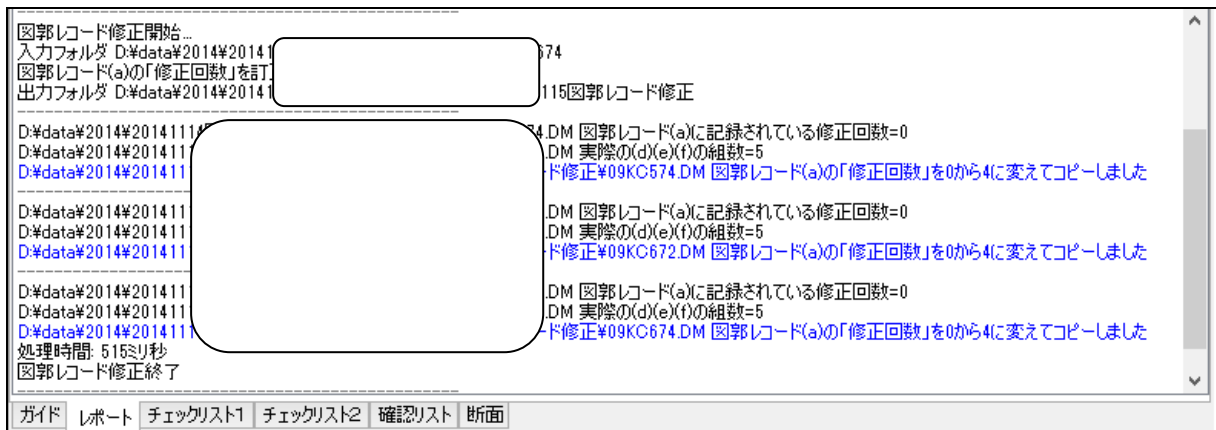 図郭レコード修正開始...
入力フォルダ D:¥data¥2014¥20141 674
図郭レコード(a)の「修正回数」を訂
出力フォルダ D:¥data¥2014¥20141 115図郭レコード修正
D:¥data¥2014¥20141114 4.DM 図郭レコード(a)に記録されている修正回数=0
D:¥data¥2014¥2014111 .DM 実際の(d)(e)(f)の組数=5
D:¥data¥2014¥201411 ド修正¥09KC574.DM 図郭レコード(a)の「修正回数」を0から4に変えてコピーしました
D:¥data¥2014¥201411 .DM 図郭レコード(a)に記録されている修正回数=0
D:¥data¥2014¥201411 .DM 実際の(d)(e)(f)の組数=5
D:¥data¥2014¥201411 ド修正¥09KC672.DM 図郭レコード(a)の「修正回数」を0から4に変えてコピーしました
D:¥data¥2014¥201411 .DM 図郭レコード(a)に記録されている修正回数=0
D:¥data¥2014¥201411 .DM 実際の(d)(e)(f)の組数=5
D:¥data¥2014¥2014111 ード修正¥09KC674.DM 図郭レコード(a)の「修正回数」を0から4に変えてコピーしました
処理時間: 515ミリ秒
図郭レコード修正終了
ガイド レポート チェックリスト1 チェックリスト2 確認リスト 断面